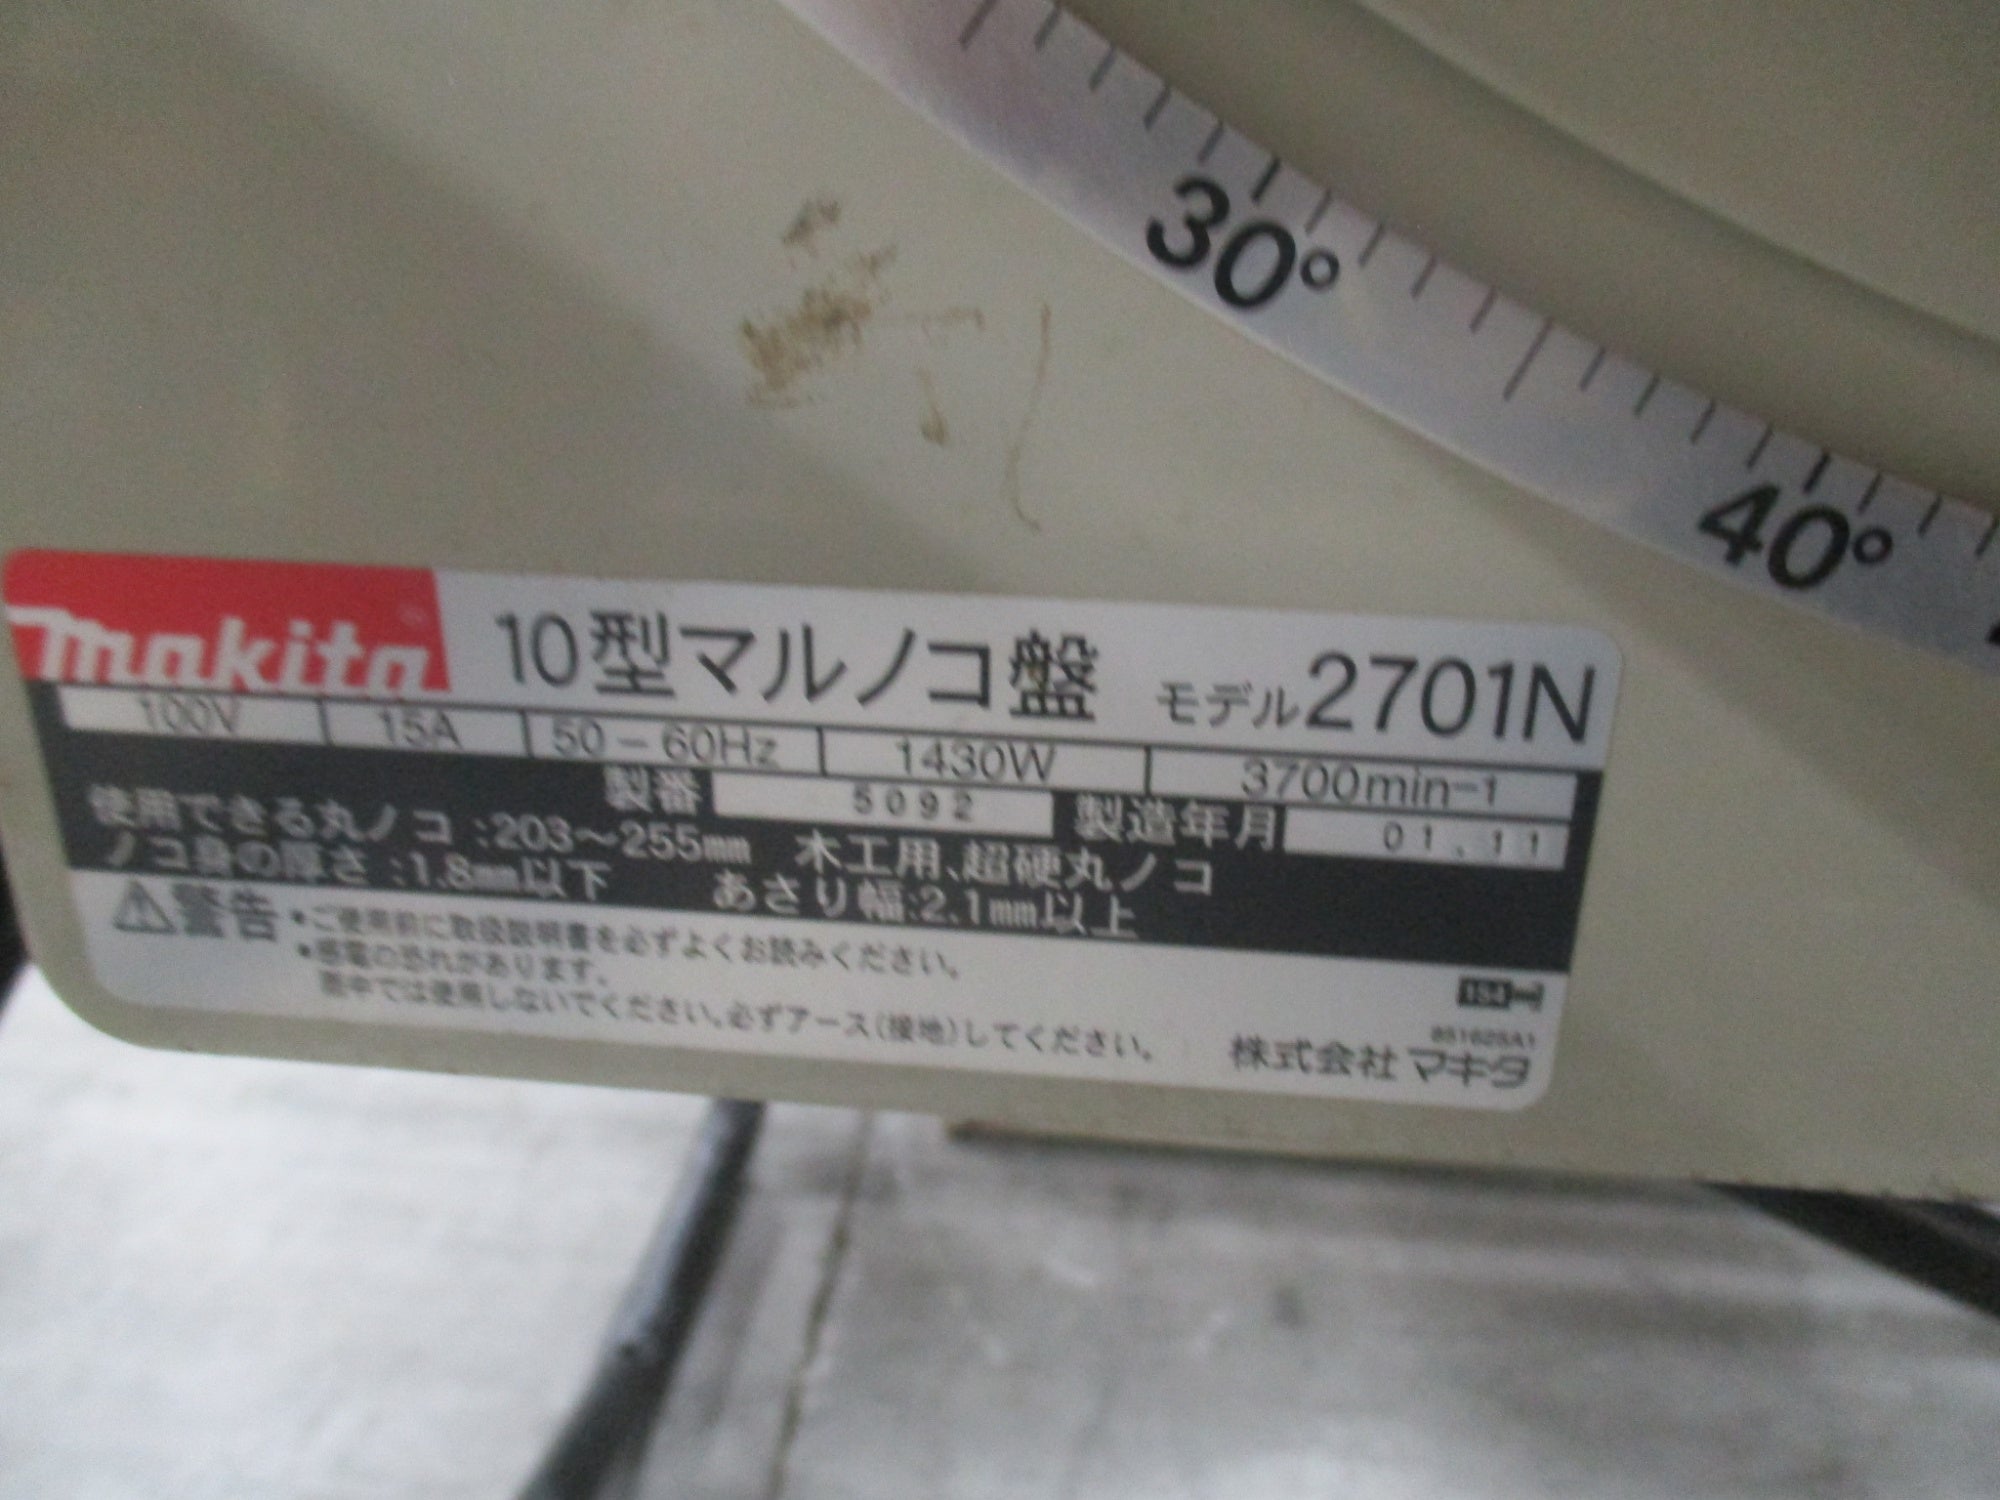 30°
40°
makita 10型マルノコ盤 モデル2701N
100V 15A 50-60Hz 1430W 3700min-1
製番 5092 製造年月 01.11
使用できる丸ノコ:203〜255mm 木工用、超硬丸ノコ
ノコ身の厚さ:1.8mm以下 あさり幅:2.1mm以上
⚠警告 •ご使用前に取扱説明書を必ずよくお読みください。
•感電の恐れがあります。
雨中では使用しないでください。必ずアース(接地)してください。
851625A1
株式会社 マキタ